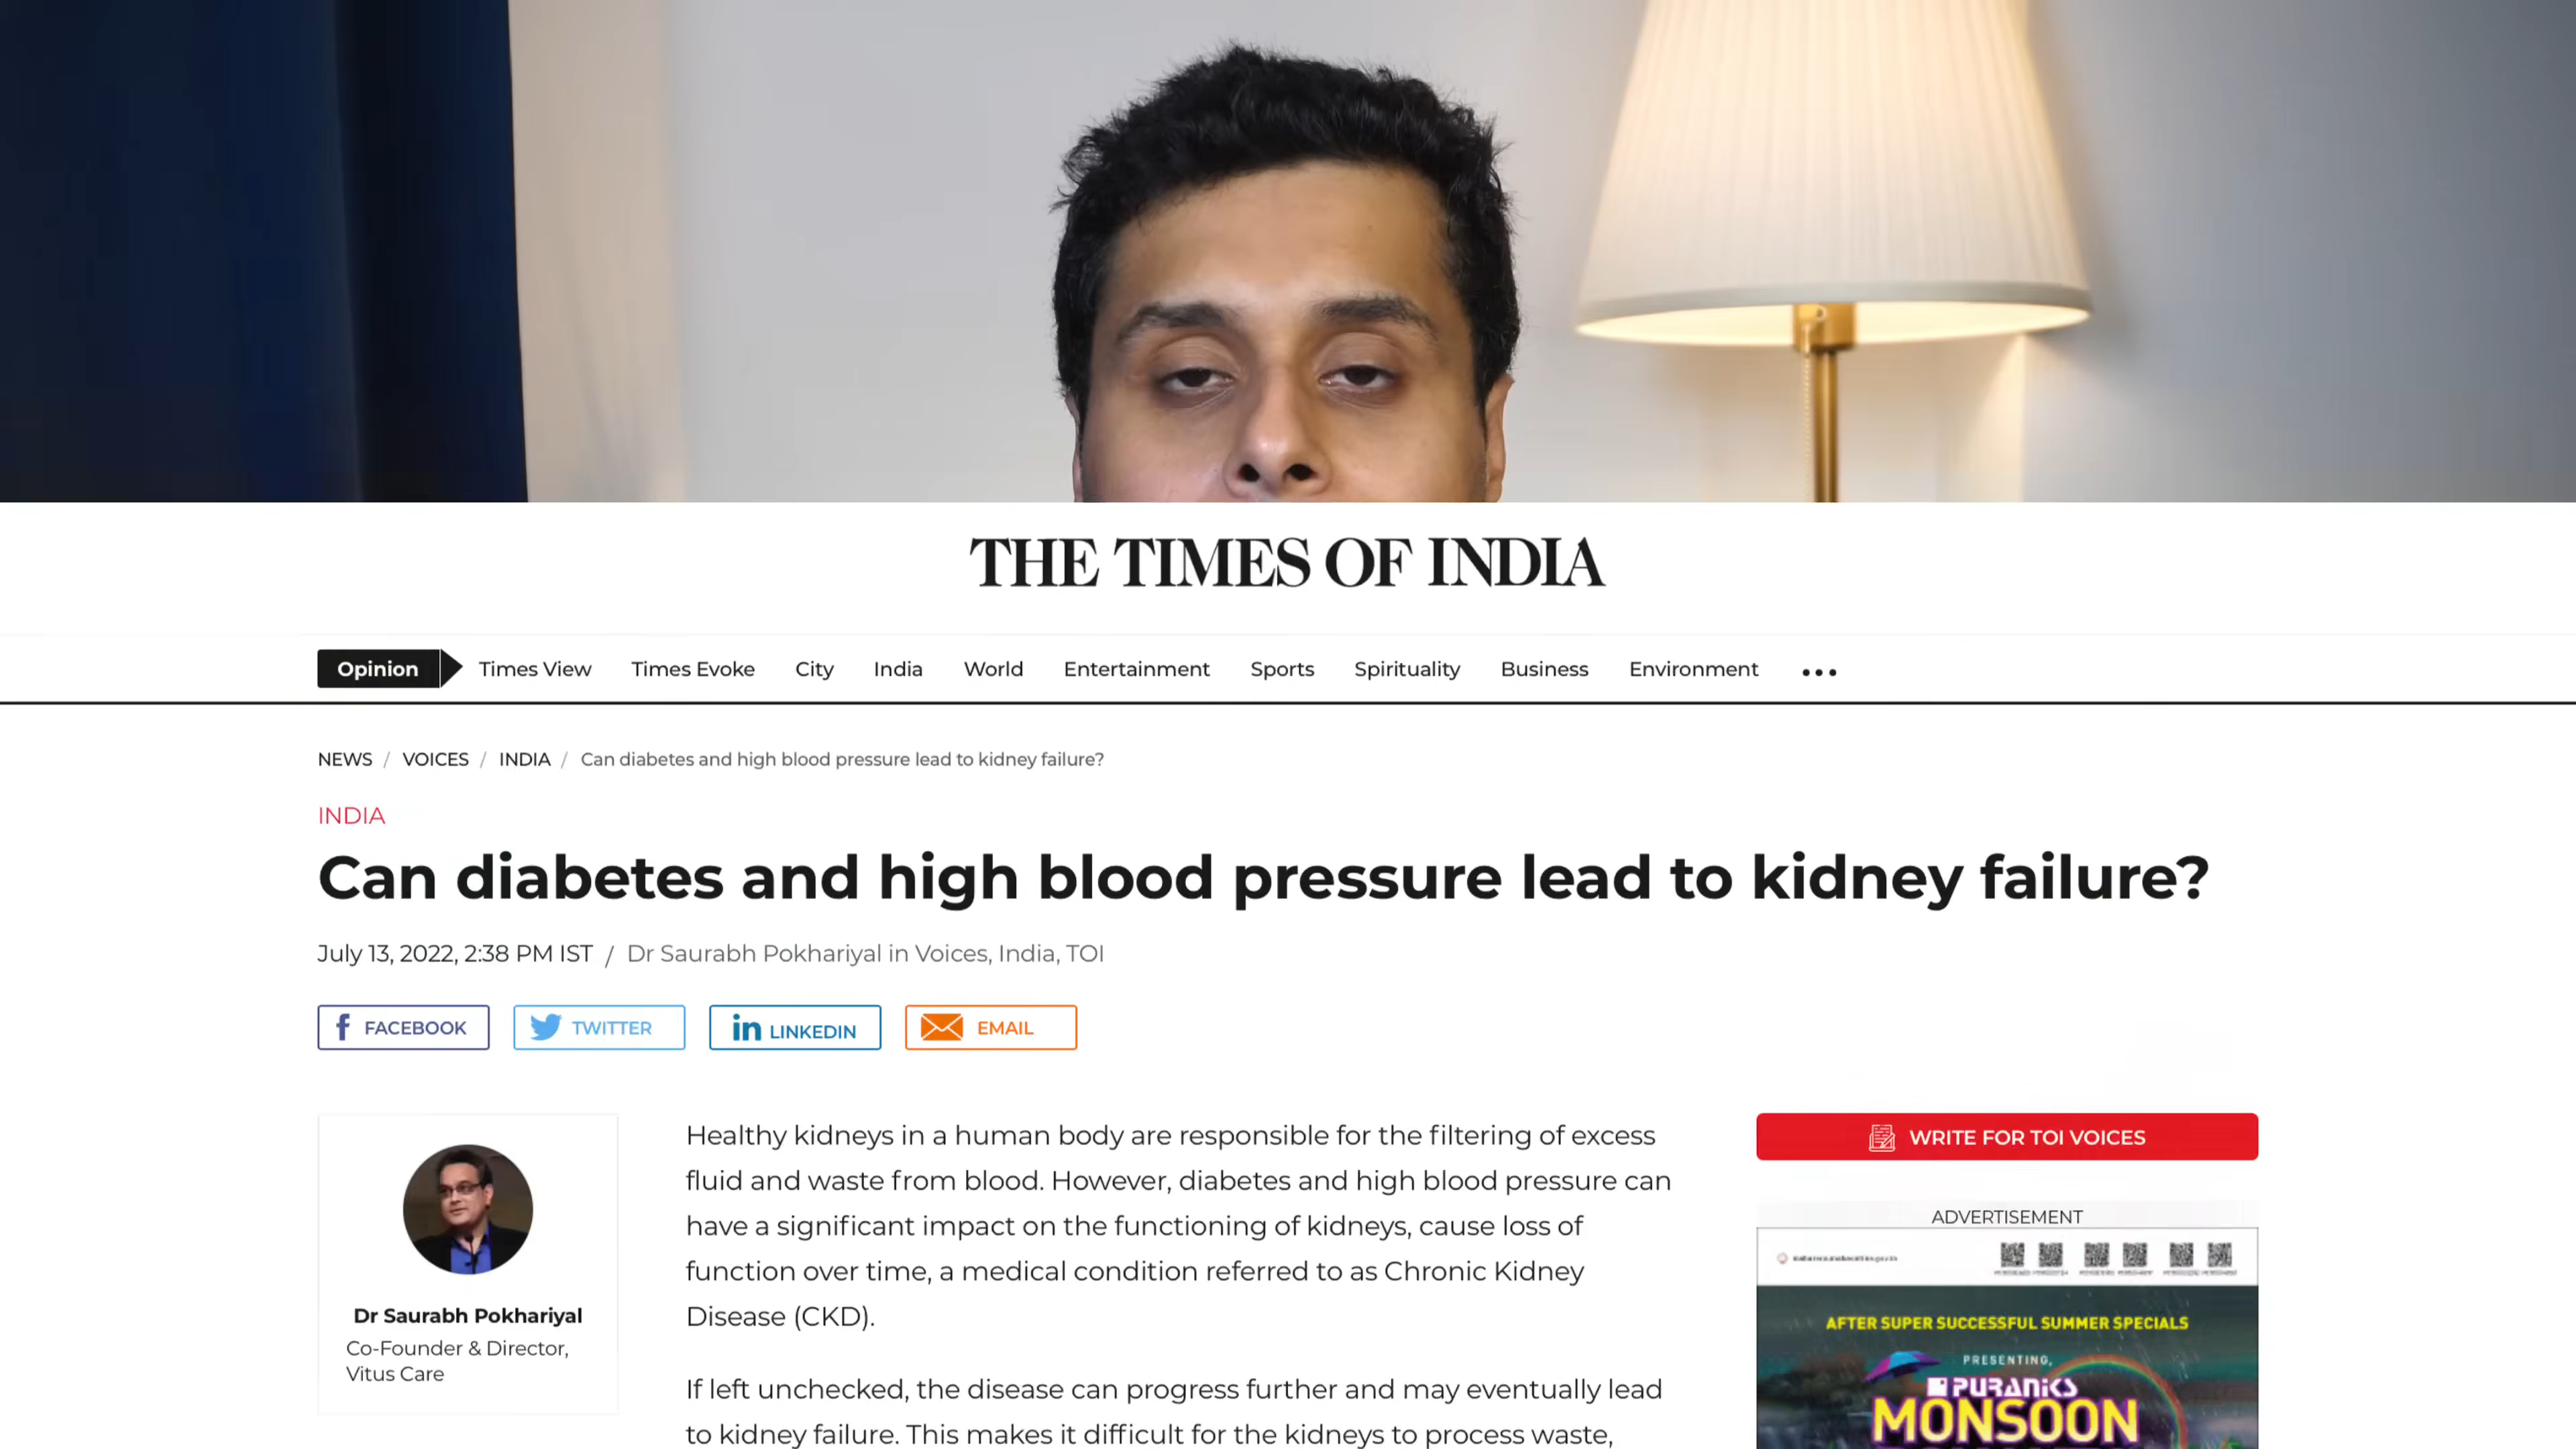 THE TIMES OF INDIA
Opinion Times View Times Evoke City India World Entertainment Sports Spirituality Business Environment •••
NEWS / VOICES / INDIA / Can diabetes and high blood pressure lead to kidney failure?
INDIA
Can diabetes and high blood pressure lead to kidney failure?
July 13, 2022, 2:38 PM IST / Dr Saurabh Pokhariyal in Voices, India, TOI
FACEBOOK TWITTER LINKEDIN EMAIL
Dr Saurabh Pokhariyal
Co-Founder & Director,
Vitus Care
Healthy kidneys in a human body are responsible for the filtering of excess
fluid and waste from blood. However, diabetes and high blood pressure can
have a significant impact on the functioning of kidneys, cause loss of
function over time, a medical condition referred to as Chronic Kidney
Disease (CKD).
If left unchecked, the disease can progress further and may eventually lead
to kidney failure. This makes it difficult for the kidneys to process waste,
WRITE FOR TOI VOICES
ADVERTISEMENT
AFTER SUPER SUCCESSFUL SUMMER SPECIALS
PRESENTING,
PURANIKS
MONSOON